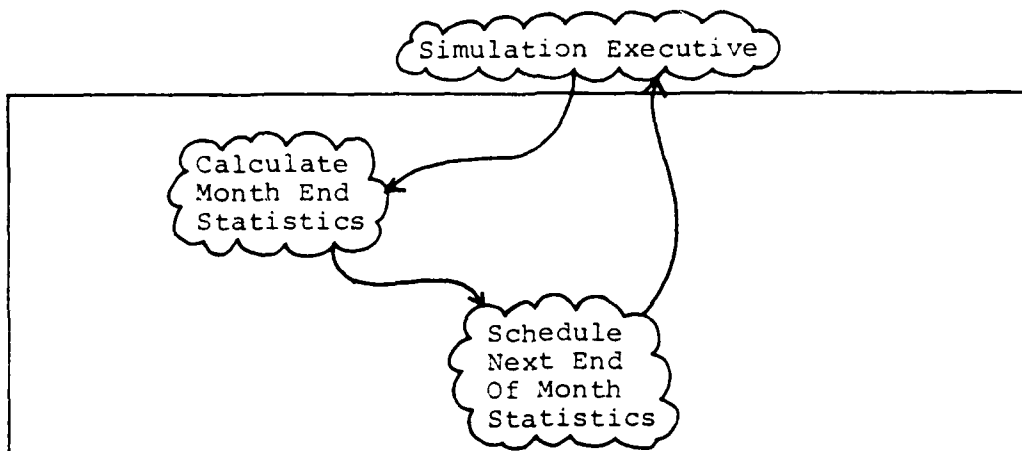 Simulation Executive
Calculate
Month End
Statistics
Schedule
Next End
Of Month
Statistics